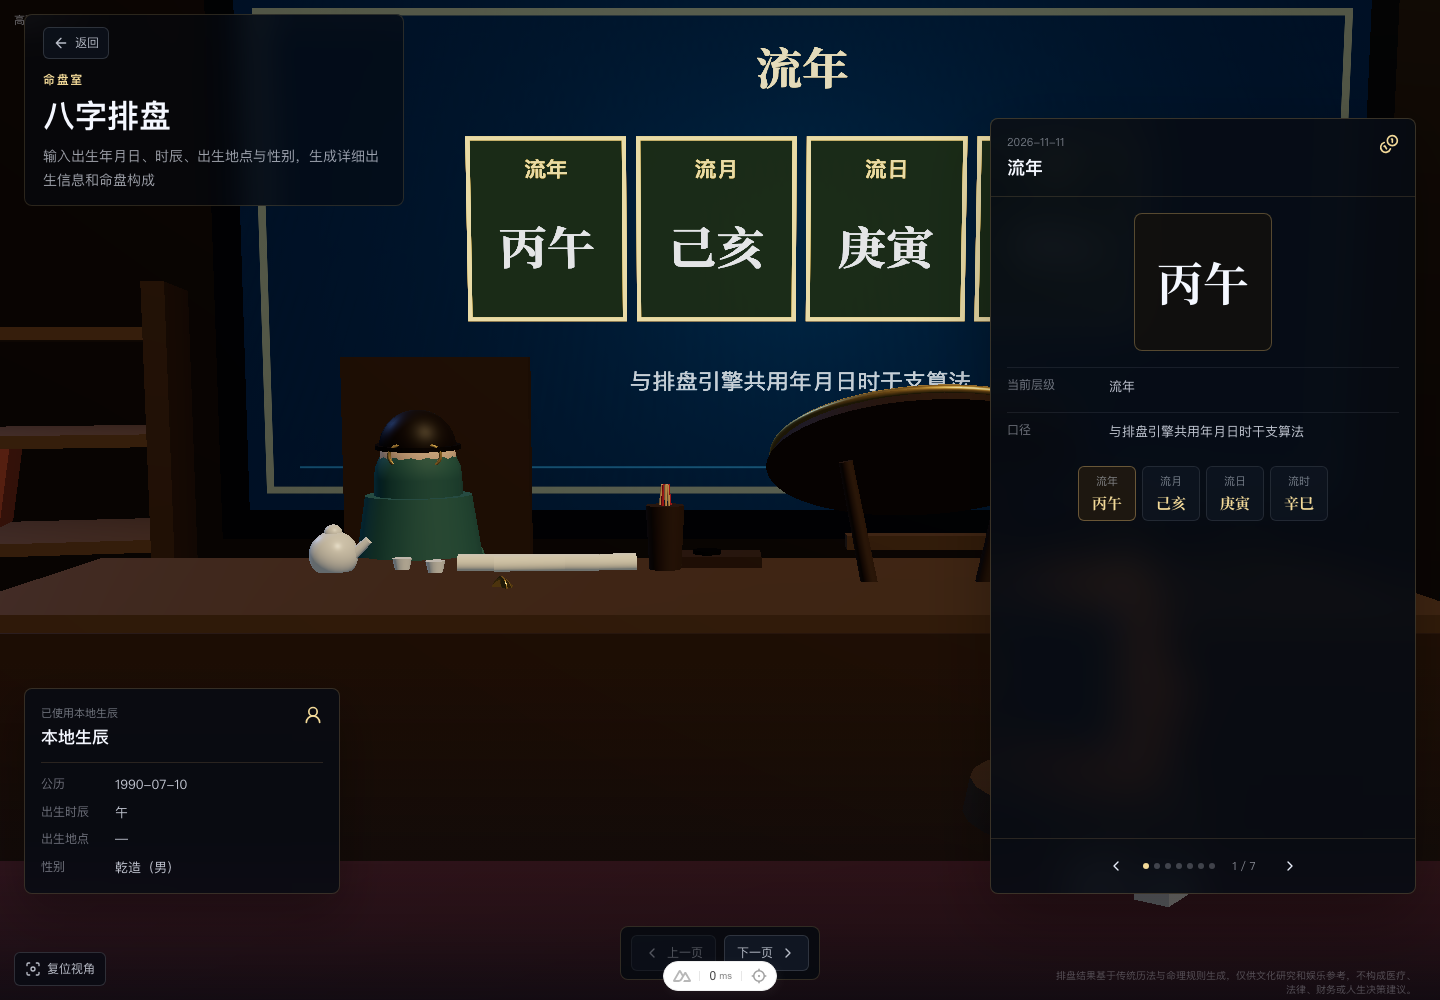 高
返回
命盘室
八字排盘
输入出生年月日、时辰、出生地点与性别，生成详细出
生信息和命盘构成
流年
流年
丙午
流月
己亥
流日
庚寅
与排盘引擎共用年月日时干支算法
2026-11-11
流年
丙午
当前层级
流年
口径
与排盘引擎共用年月日时干支算法
流年
丙午
流月
己亥
流日
庚寅
流时
辛巳
1 / 7
已使用本地生辰
本地生辰
公历
1990-07-10
出生时辰
午
出生地点
—
性别
乾造（男）
上一页
下一页
0 ms
复位视角
排盘结果基于传统历法与命理规则生成，仅供文化研究和娱乐参考，不构成医疗、
法律、财务或人生决策建议。